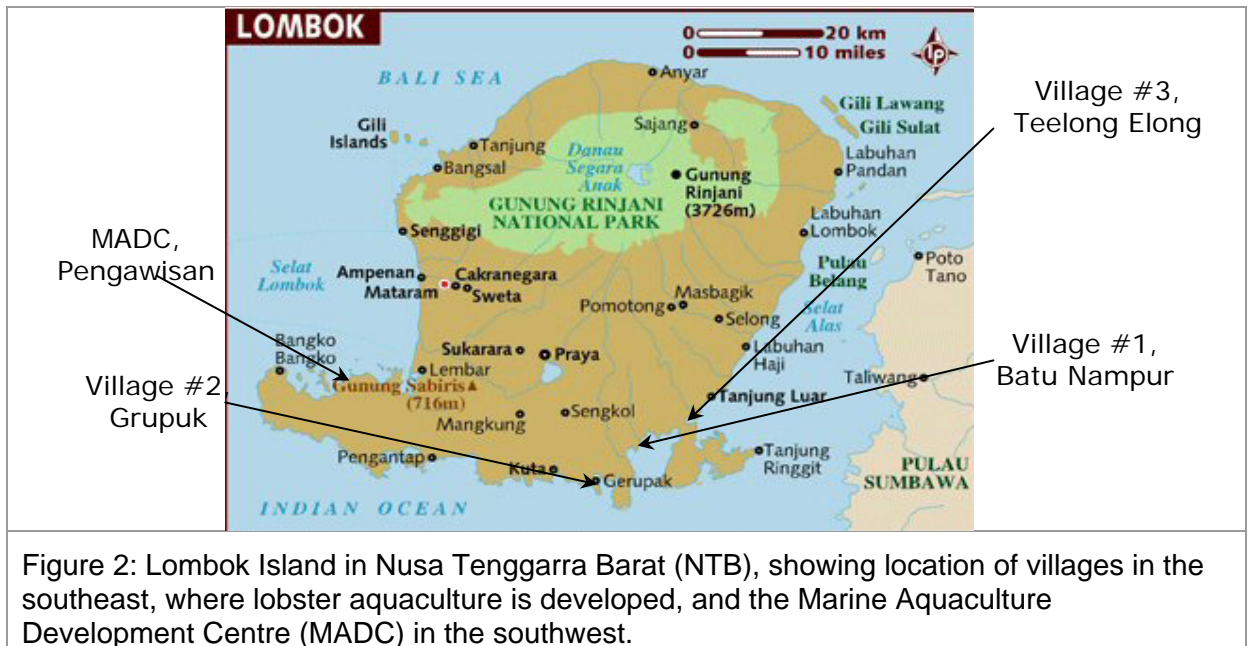 LOMBOK
0 20 km
0 10 miles
lp
BALI SEA
Anyar
Village #3,
Teelong Elong
Gili Lawang
Gili Sulat
Sajang
Gili
Islands
Tanjung
Danau
Segara
Anak
Labuhan
Pandan
Bangsal
Gunung
Rinjani
(3726m)
GUNUNG RINJANI
NATIONAL PARK
Labuhan
Lombok
Senggigi
MADC,
Pengawisan
Selat
Lombok
Ampenan
Mataram
Cakranegara
Sweta
Pulau
Belang
Poto
Tano
Masbagik
Pomotong
Selong
Selat
Alas
Bangko
Bangko
Sukarara
Praya
Labuhan
Haji
Village #1,
Batu Nampur
Lembar
Village #2,
Grupuk
Gunung Sabiris
(716m)
Taliwang
Tanjung Luar
Mangkung
Sengkol
Pengantap
Kuta
Gerupak
Tanjung
Ringgit
PULAU
SUMBAWA
INDIAN OCEAN
Figure 2: Lombok Island in Nusa Tenggarra Barat (NTB), showing location of villages in the
southeast, where lobster aquaculture is developed, and the Marine Aquaculture
Development Centre (MADC) in the southwest.